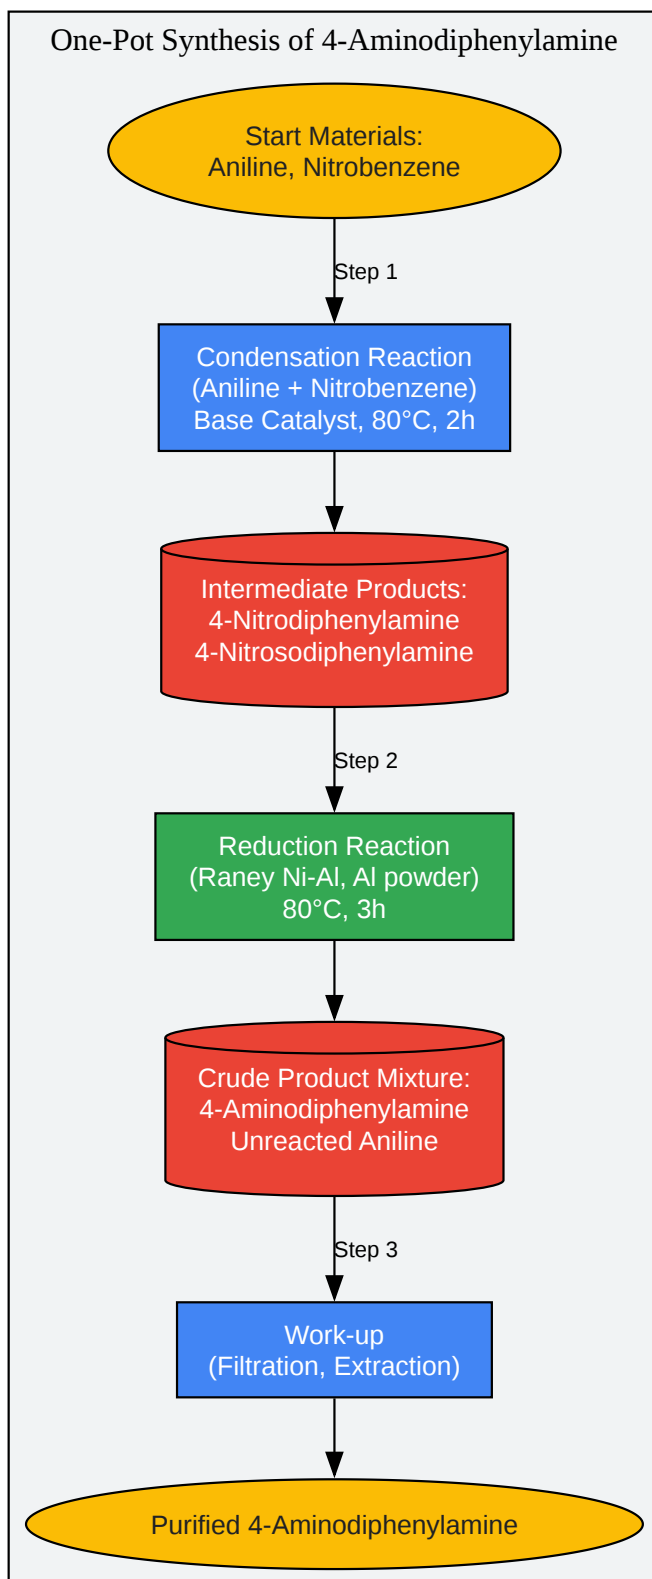 One-Pot Synthesis of 4-Aminodiphenylamine
Start Materials:
Aniline, Nitrobenzene
Step 1
Condensation Reaction
(Aniline + Nitrobenzene)
Base Catalyst, 80°C, 2h
Intermediate Products:
4-Nitrodiphenylamine
4-Nitrosodiphenylamine
Step 2
Reduction Reaction
(Raney Ni-Al, Al powder)
80°C, 3h
Crude Product Mixture:
4-Aminodiphenylamine
Unreacted Aniline
Step 3
Work-up
(Filtration, Extraction)
Purified 4-Aminodiphenylamine